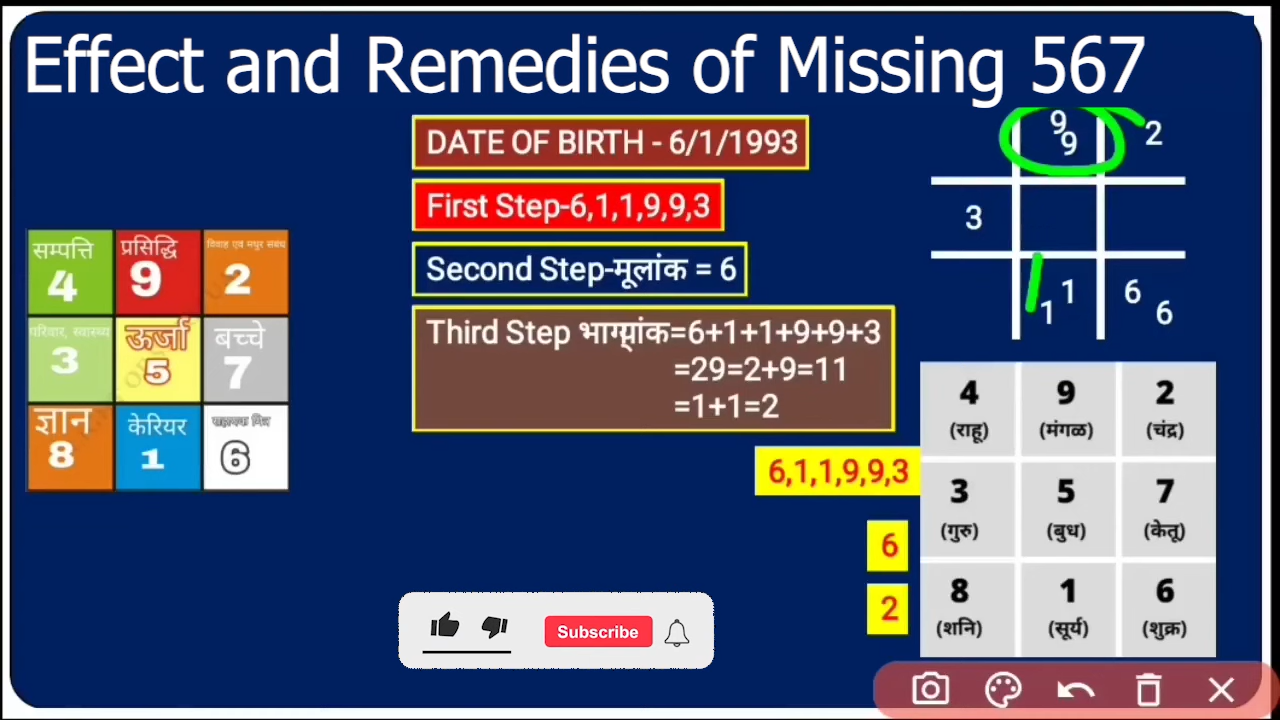 Effect and Remedies of Missing 567
DATE OF BIRTH - 6/1/1993
First Step-6,1,1,9,9,3
Second Step-मूलांक = 6
Third Step भाग्यांक=6+1+1+9+9+3
=29=2+9=11
=1+1=2
6,1,1,9,9,3
6
2
सम्पत्ति प्रसिद्धि विवाह एवं मधुर संबंध
4 9 2
परिवार, स्वास्थ्य ऊर्जा बच्चे
3 5 7
ज्ञान केरियर सहायक मित्र
8 1 6
9
9 2
3
1 6
1 6
4 9 2
(राहू) (मंगळ) (चंद्र)
3 5 7
(गुरु) (बुध) (केतू)
8 1 6
(शनि) (सूर्य) (शुक्र)
Subscribe